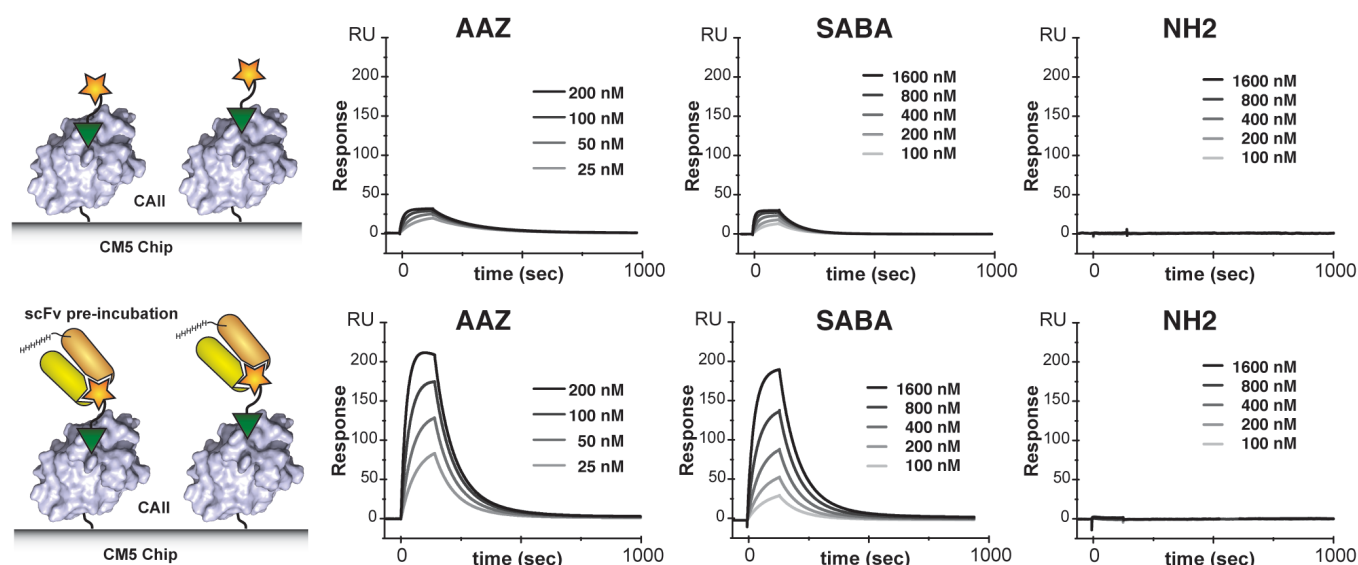 AAZ
RU
250
200
150
100
50
0
Response
200 nM
100 nM
50 nM
25 nM
0
1000
time (sec)
SABA
RU
250
200
150
100
50
0
Response
1600 nM
800 nM
400 nM
200 nM
100 nM
0
1000
time (sec)
NH2
RU
250
200
150
100
50
0
Response
1600 nM
800 nM
400 nM
200 nM
100 nM
0
1000
time (sec)
CAII
CM5 Chip
scFv pre-incubation
H-H-H-H-H-H
CAII
CM5 Chip
AAZ
RU
250
200
150
100
50
0
Response
200 nM
100 nM
50 nM
25 nM
0
1000
time (sec)
SABA
RU
250
200
150
100
50
0
Response
1600 nM
800 nM
400 nM
200 nM
100 nM
0
1000
time (sec)
NH2
RU
250
200
150
100
50
0
Response
1600 nM
800 nM
400 nM
200 nM
100 nM
0
1000
time (sec)